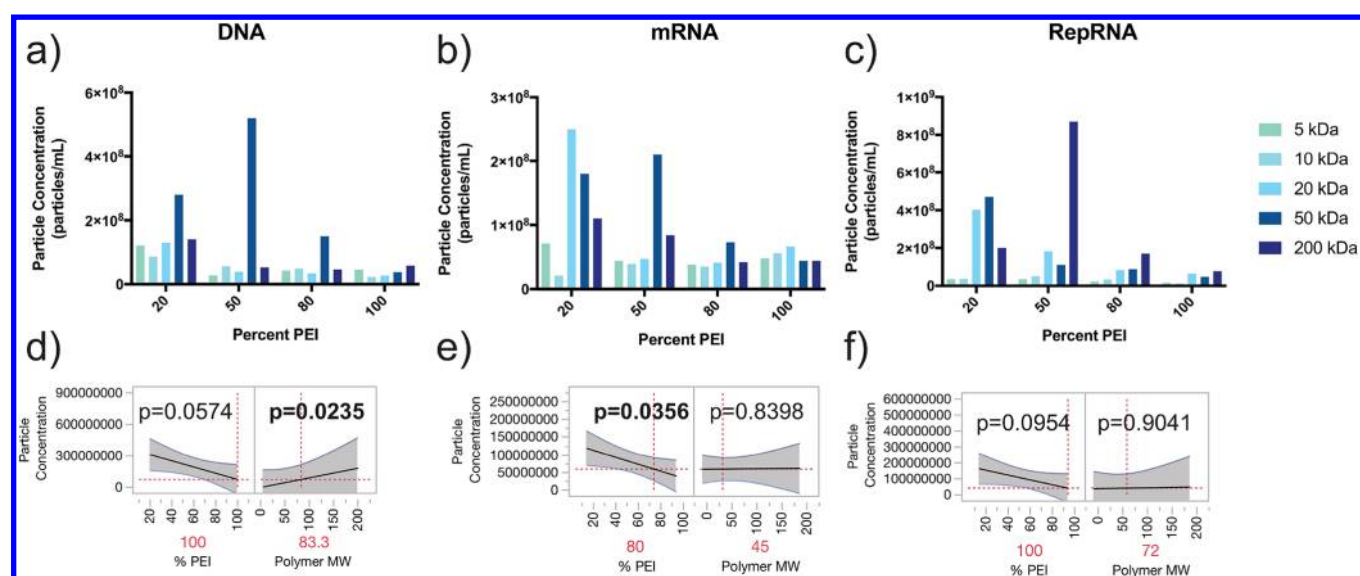 a)
DNA
Particle Concentration
(particles/mL)
6×10⁸
4×10⁸
2×10⁸
0
20
50
80
100
Percent PEI
b)
mRNA
Particle Concentration
(particles/mL)
3×10⁸
2×10⁸
1×10⁸
0
20
50
80
100
Percent PEI
c)
RepRNA
Particle Concentration
(particles/mL)
1×10⁹
8×10⁸
6×10⁸
4×10⁸
2×10⁸
0
20
50
80
100
Percent PEI
5 kDa
10 kDa
20 kDa
50 kDa
200 kDa
d)
Particle
Concentration
900000000
600000000
300000000
0
p=0.0574
p=0.0235
20
40
60
80
100
0
50
100
150
200
100
83.3
% PEI
Polymer MW
e)
Particle
Concentration
250000000
200000000
150000000
100000000
50000000
0
p=0.0356
p=0.8398
20
40
60
80
100
0
50
100
150
200
80
45
% PEI
Polymer MW
f)
Particle
Concentration
600000000
500000000
400000000
300000000
200000000
100000000
0
p=0.0954
p=0.9041
20
40
60
80
100
0
50
100
150
200
100
72
% PEI
Polymer MW